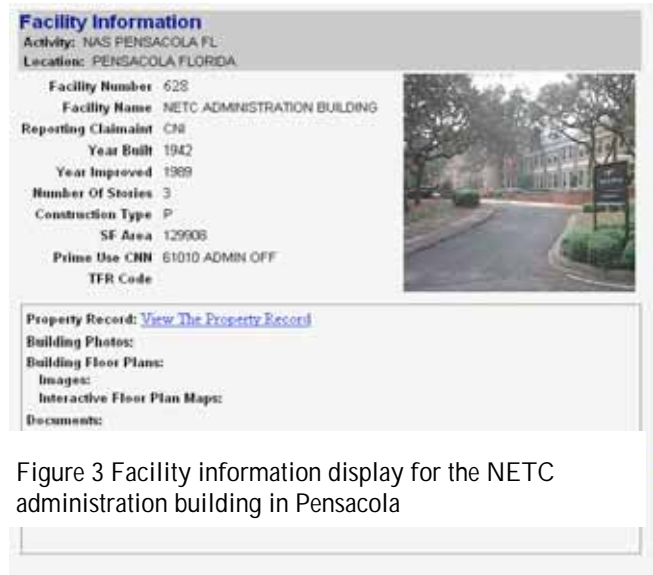 Facility Information
Activity: NAS PENSACOLA FL
Location: PENSACOLA FLORIDA
Facility Number 628
Facility Name NETC ADMINISTRATION BUILDING
Reporting Claimaint CNI
Year Built 1942
Year Improved 1989
Number Of Stories 3
Construction Type P
SF Area 129908
Prime Use CNN 61010 ADMIN OFF
TFR Code
Property Record: View The Property Record
Building Photos:
Building Floor Plans:
Images:
Interactive Floor Plan Maps:
Documents:
Figure 3 Facility information display for the NETC
administration building in Pensacola